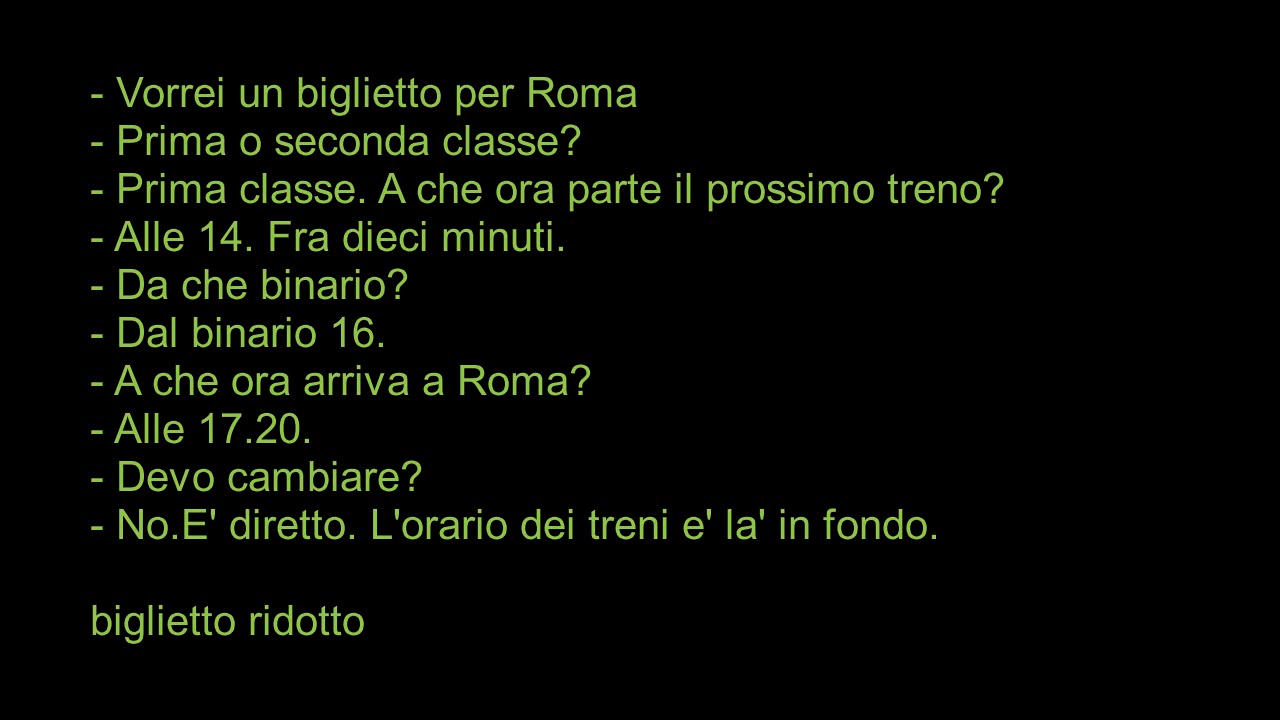 - Vorrei un biglietto per Roma
- Prima o seconda classe?
- Prima classe. A che ora parte il prossimo treno?
- Alle 14. Fra dieci minuti.
- Da che binario?
- Dal binario 16.
- A che ora arriva a Roma?
- Alle 17.20.
- Devo cambiare?
- No.E' diretto. L'orario dei treni e' la' in fondo.
biglietto ridotto